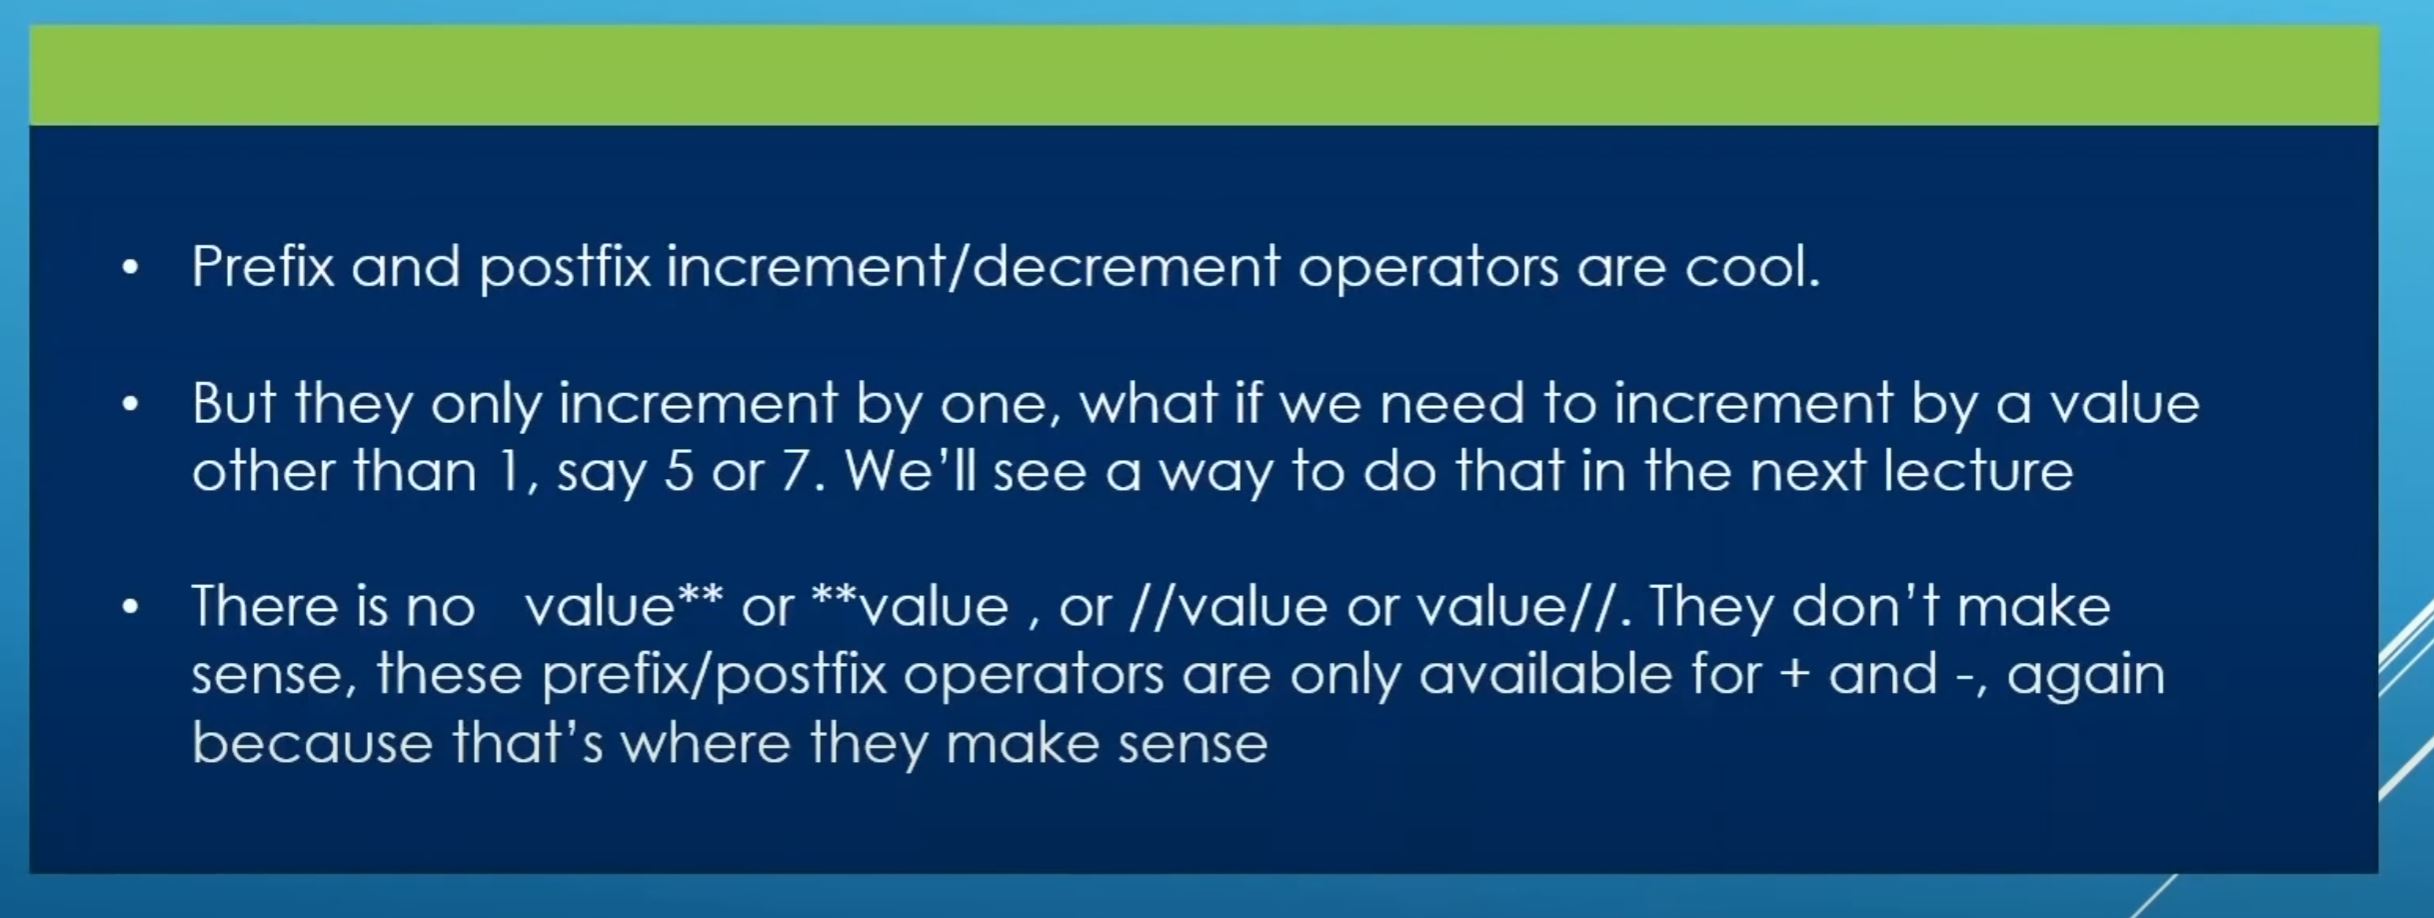 • Prefix and postfix increment/decrement operators are cool.
• But they only increment by one, what if we need to increment by a value
other than 1, say 5 or 7. We’ll see a way to do that in the next lecture
• There is no   value** or **value , or //value or value//. They don’t make
sense, these prefix/postfix operators are only available for + and -, again
because that’s where they make sense